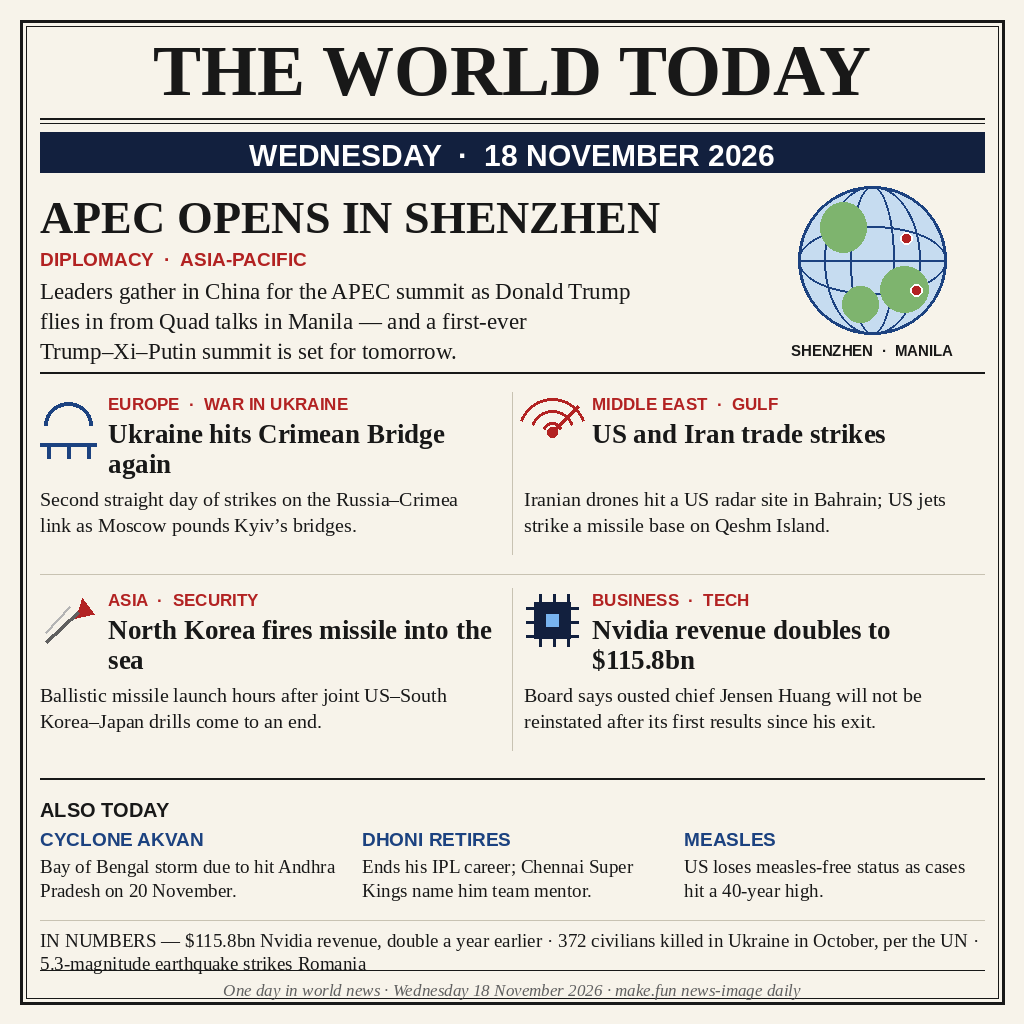 THE WORLD TODAY
WEDNESDAY · 18 NOVEMBER 2026
APEC OPENS IN SHENZHEN
DIPLOMACY · ASIA-PACIFIC
Leaders gather in China for the APEC summit as Donald Trump
flies in from Quad talks in Manila — and a first-ever
Trump–Xi–Putin summit is set for tomorrow.
SHENZHEN · MANILA
EUROPE · WAR IN UKRAINE
Ukraine hits Crimean Bridge
again
Second straight day of strikes on the Russia–Crimea
link as Moscow pounds Kyiv’s bridges.
MIDDLE EAST · GULF
US and Iran trade strikes
Iranian drones hit a US radar site in Bahrain; US jets
strike a missile base on Qeshm Island.
ASIA · SECURITY
North Korea fires missile into the
sea
Ballistic missile launch hours after joint US–South
Korea–Japan drills come to an end.
BUSINESS · TECH
Nvidia revenue doubles to
$115.8bn
Board says ousted chief Jensen Huang will not be
reinstated after its first results since his exit.
ALSO TODAY
CYCLONE AKVAN
Bay of Bengal storm due to hit Andhra
Pradesh on 20 November.
DHONI RETIRES
Ends his IPL career; Chennai Super
Kings name him team mentor.
MEASLES
US loses measles-free status as cases
hit a 40-year high.
IN NUMBERS — $115.8bn Nvidia revenue, double a year earlier · 372 civilians killed in Ukraine in October, per the UN ·
5.3-magnitude earthquake strikes Romania
One day in world news · Wednesday 18 November 2026 · make.fun news-image daily